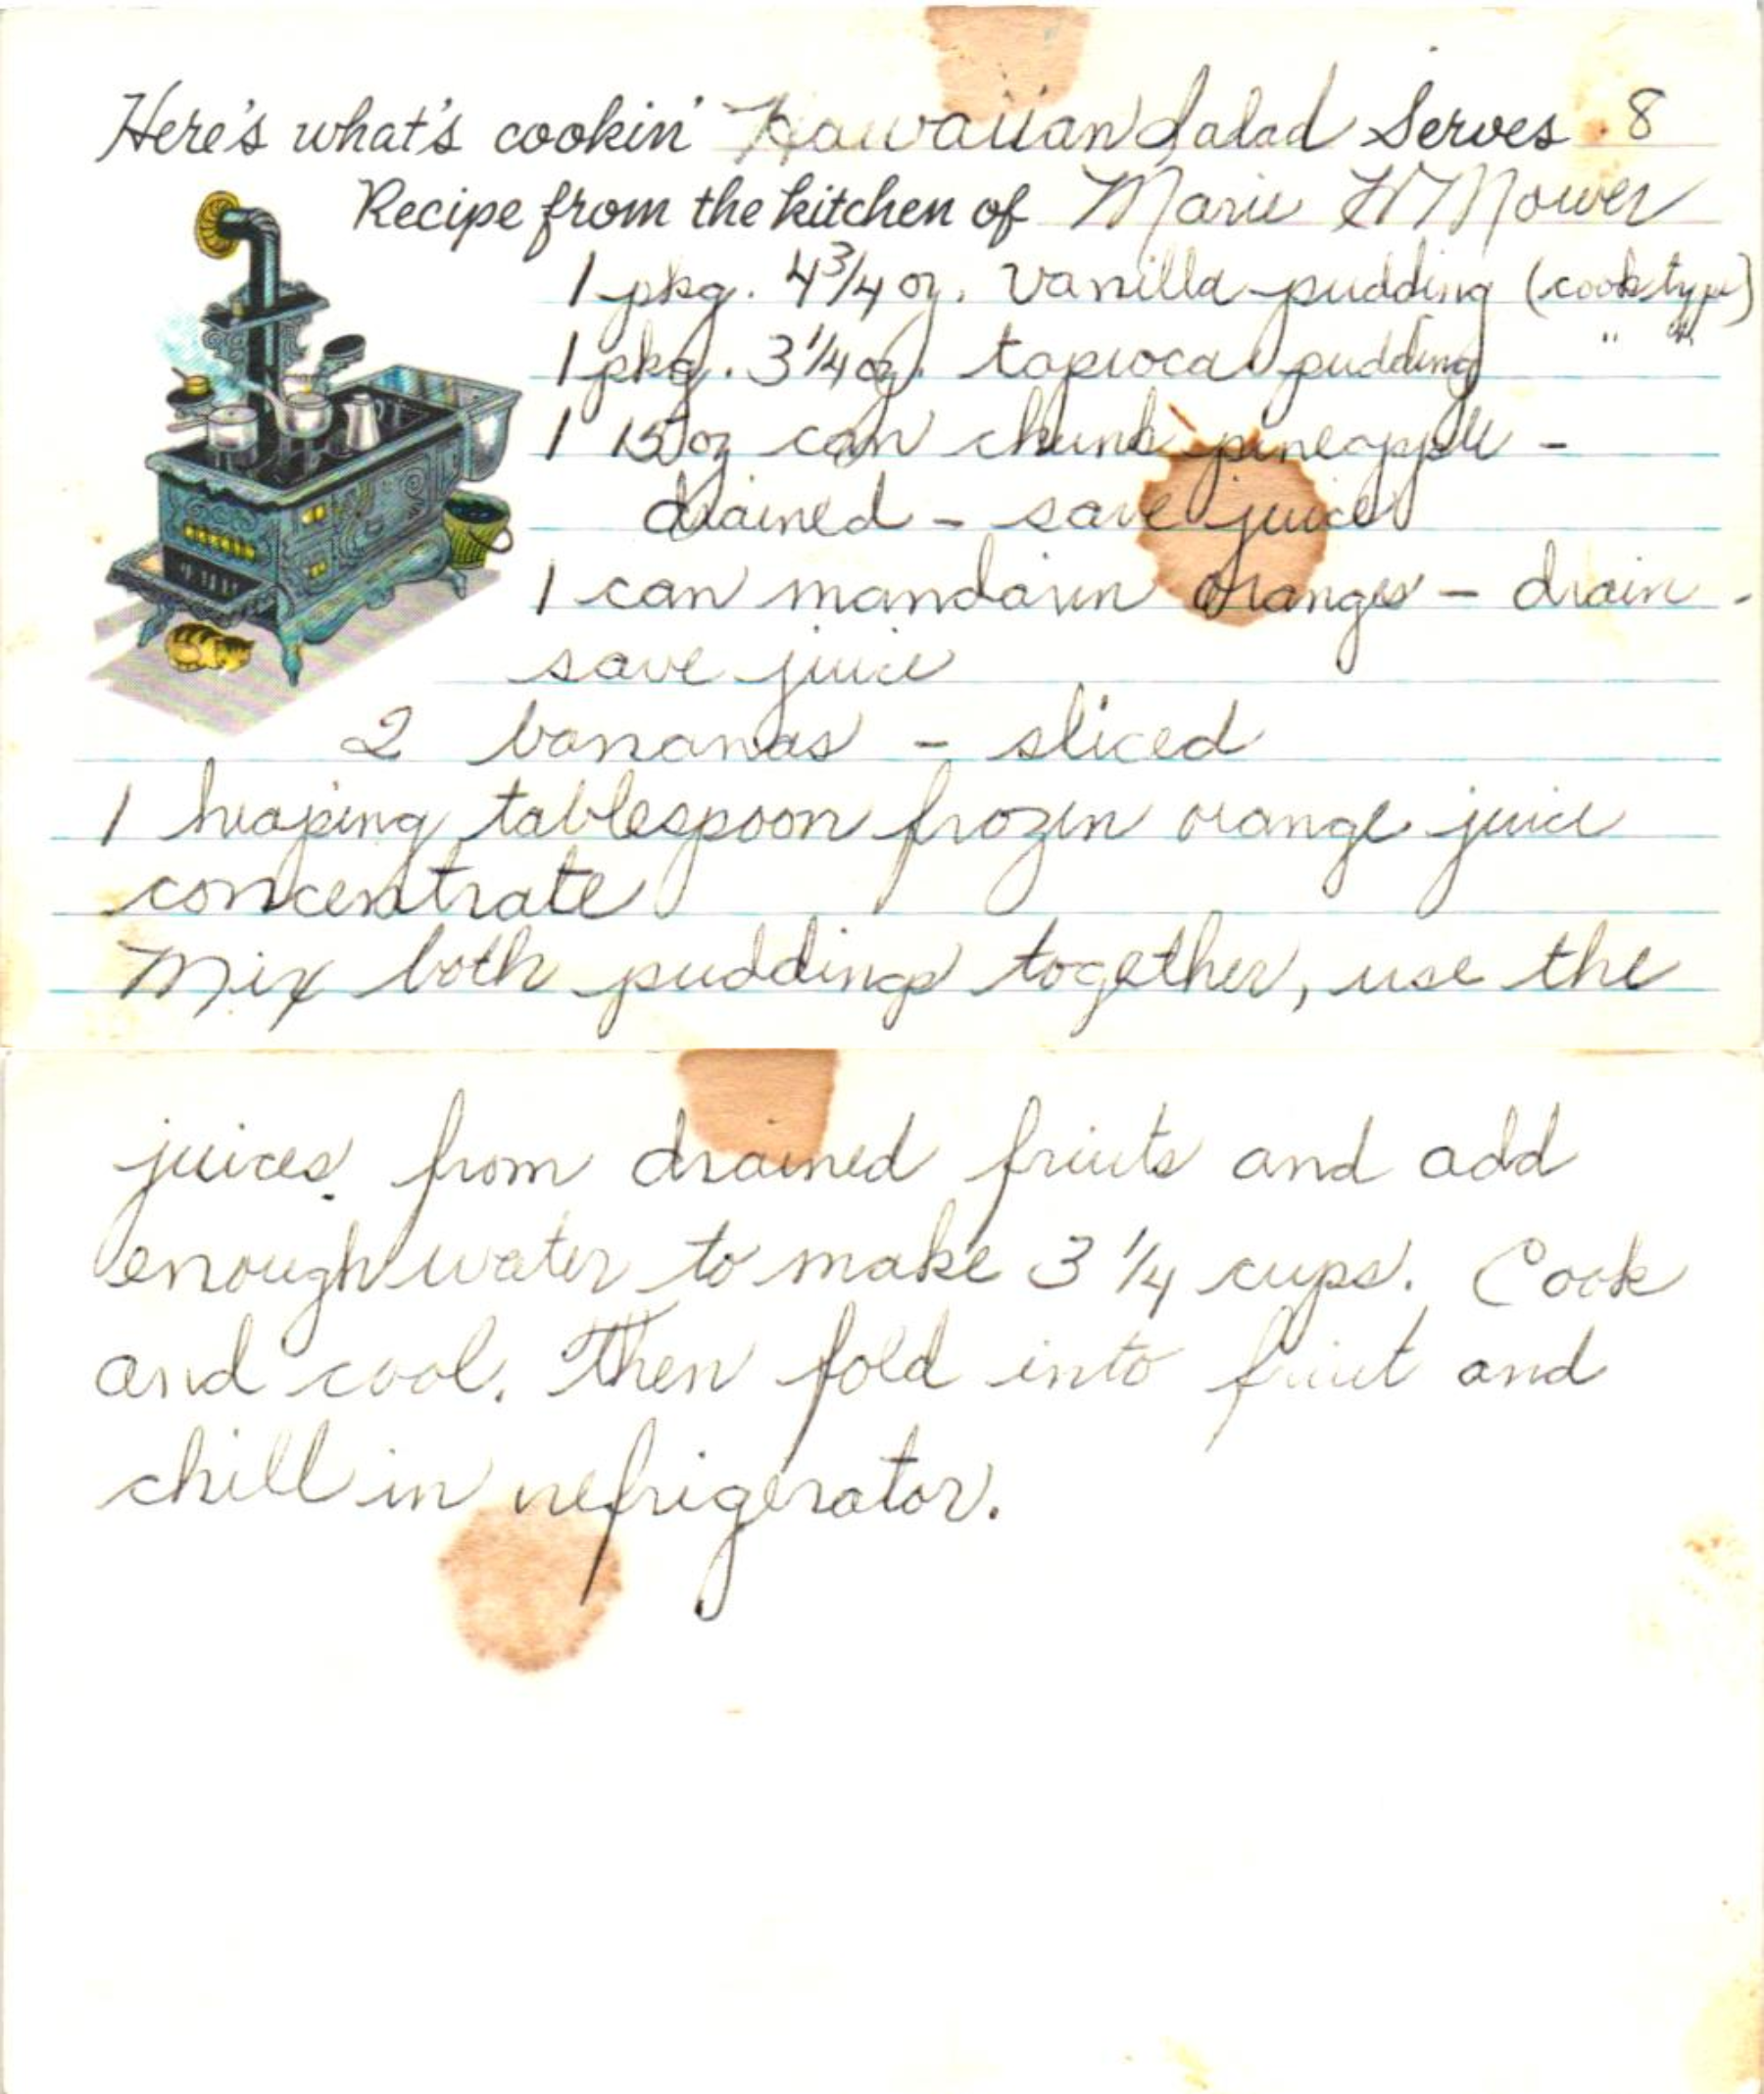 Here's what's cookin' Hawaiian Salad Serves 8
Recipe from the kitchen of Marie H Mower
1 pkg. 4 3/4 oz. Vanilla pudding (cook type)
1 pkg. 3 1/4 oz. tapioca pudding " "
1 15 oz can chunk pineapple -
drained - save juice
1 can mandarin oranges - drain -
save juice
2 bananas - sliced
1 heaping tablespoon frozen orange juice
concentrate
Mix both puddings together, use the
juices from drained fruits and add
enough water to make 3 1/4 cups. Cook
and cool. Then fold into fruit and
chill in refrigerator.